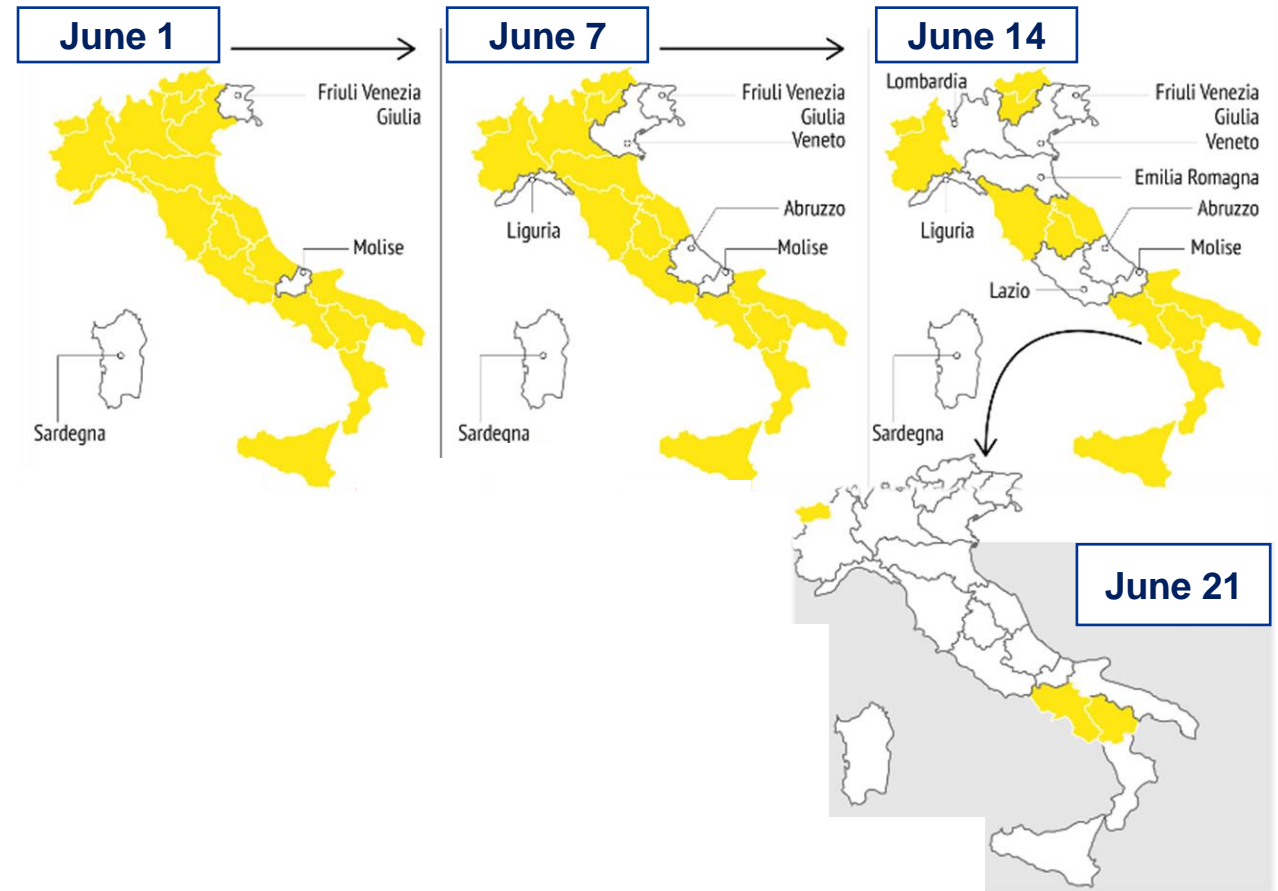 June 1
June 7
June 14
Friuli Venezia
Giulia
Molise
Sardegna
Friuli Venezia
Giulia
Veneto
Liguria
Abruzzo
Molise
Sardegna
Lombardia
Friuli Venezia
Giulia
Veneto
Emilia Romagna
Abruzzo
Liguria
Molise
Lazio
Sardegna
June 21